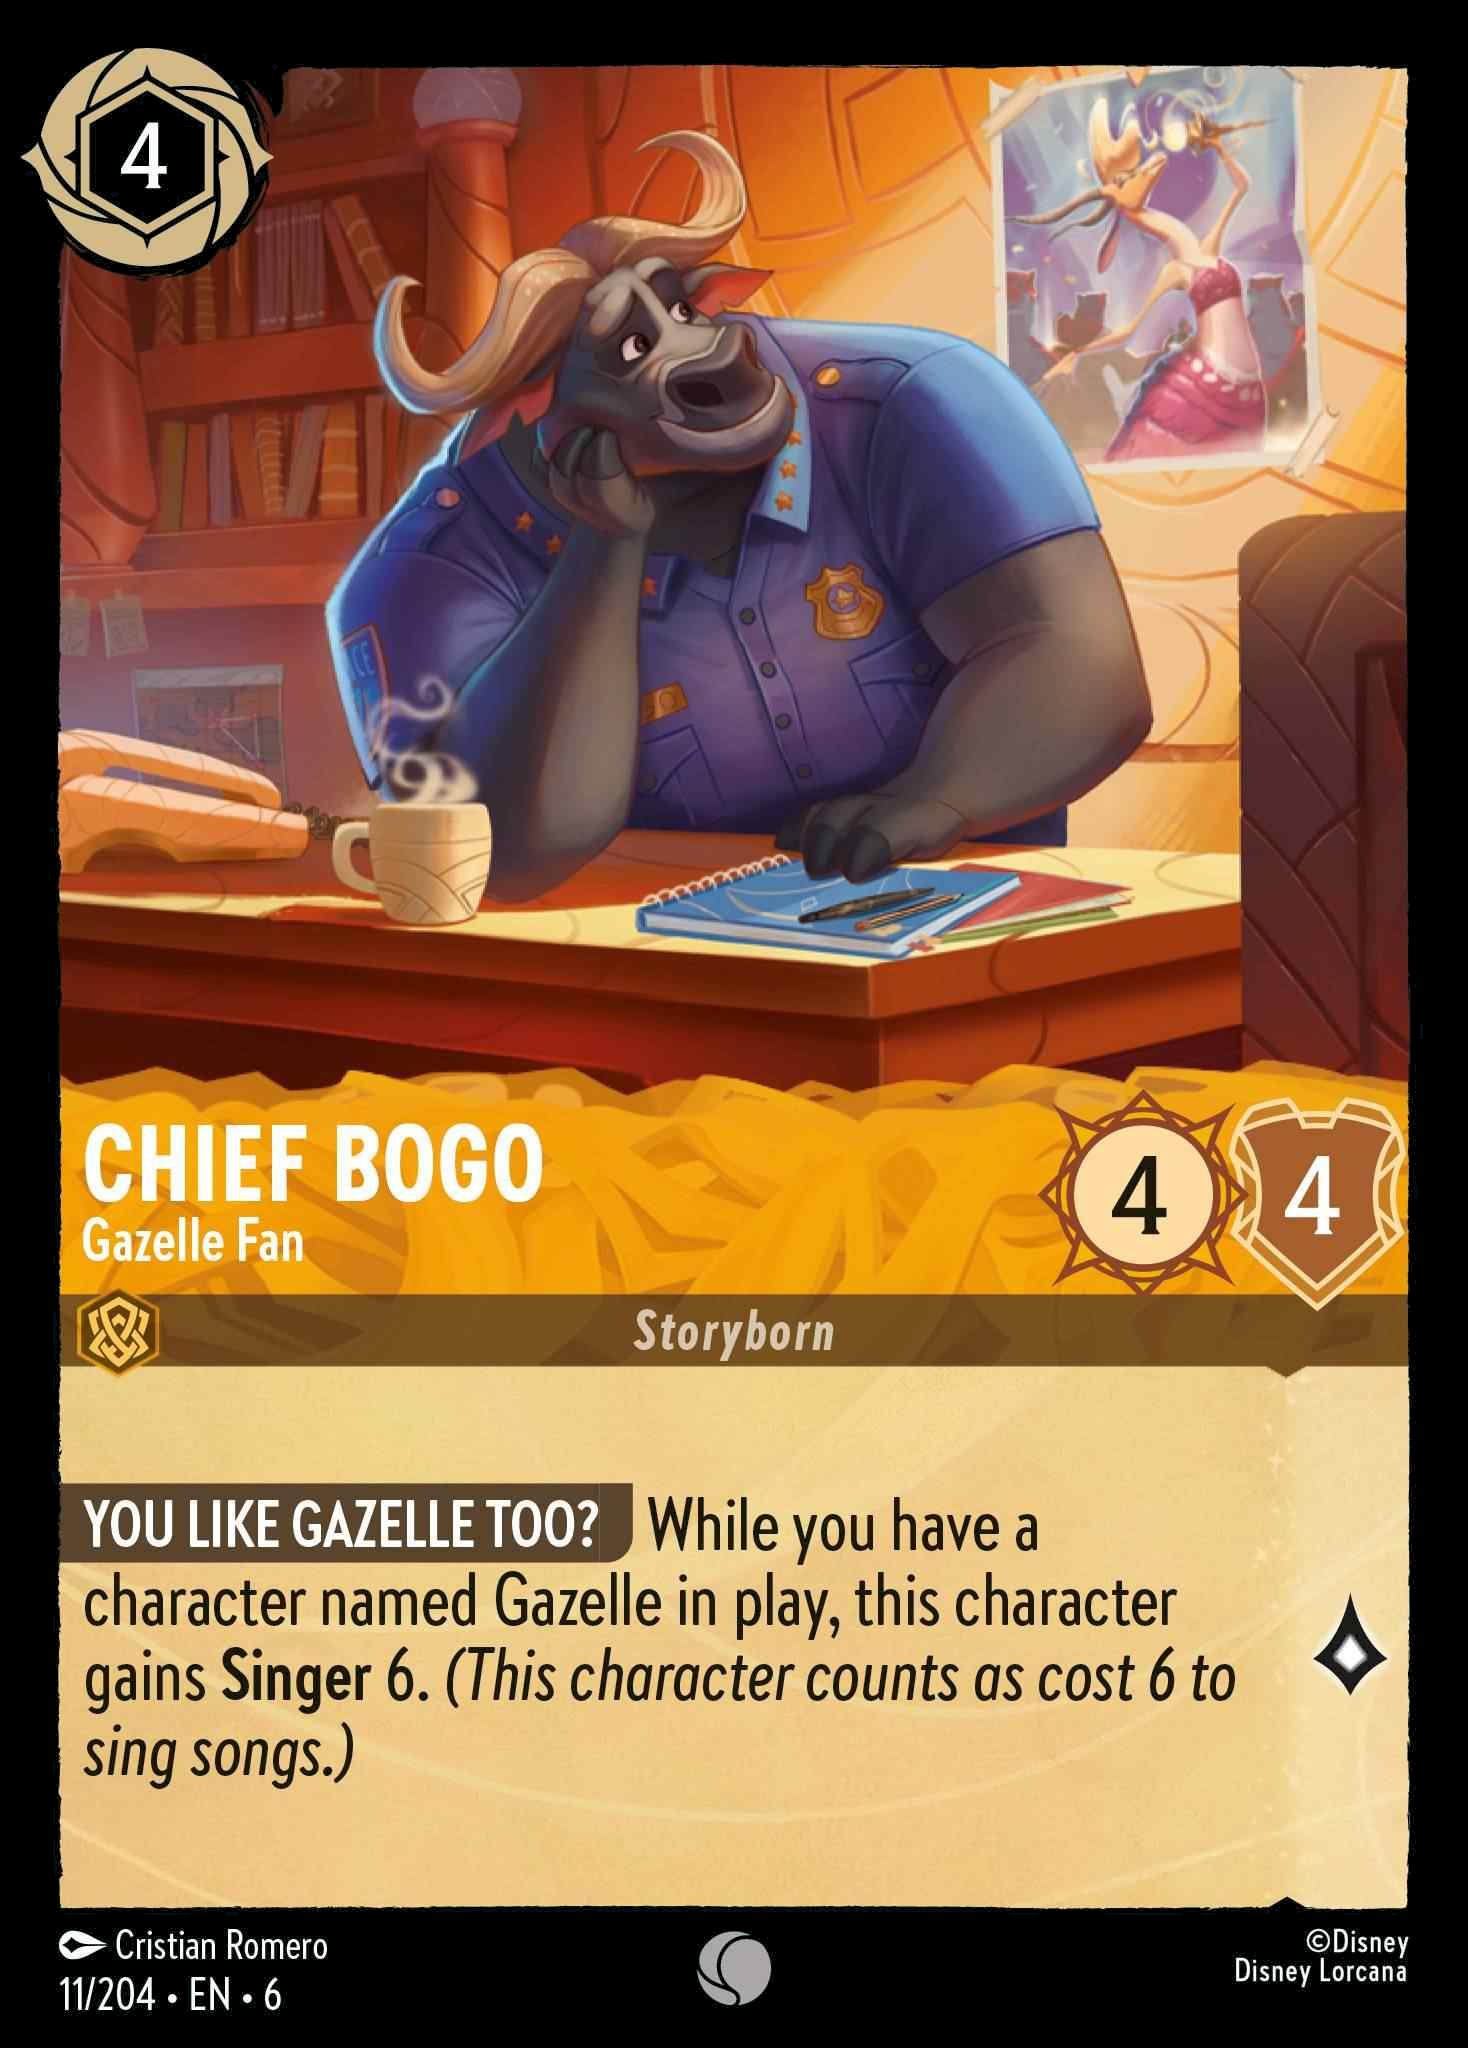 4
CHIEF BOGO
Gazelle Fan
4
4
Storyborn
YOU LIKE GAZELLE TOO? While you have a
character named Gazelle in play, this character
gains Singer 6. (This character counts as cost 6 to
sing songs.)
Cristian Romero
11/204 • EN • 6
©Disney
Disney Lorcana